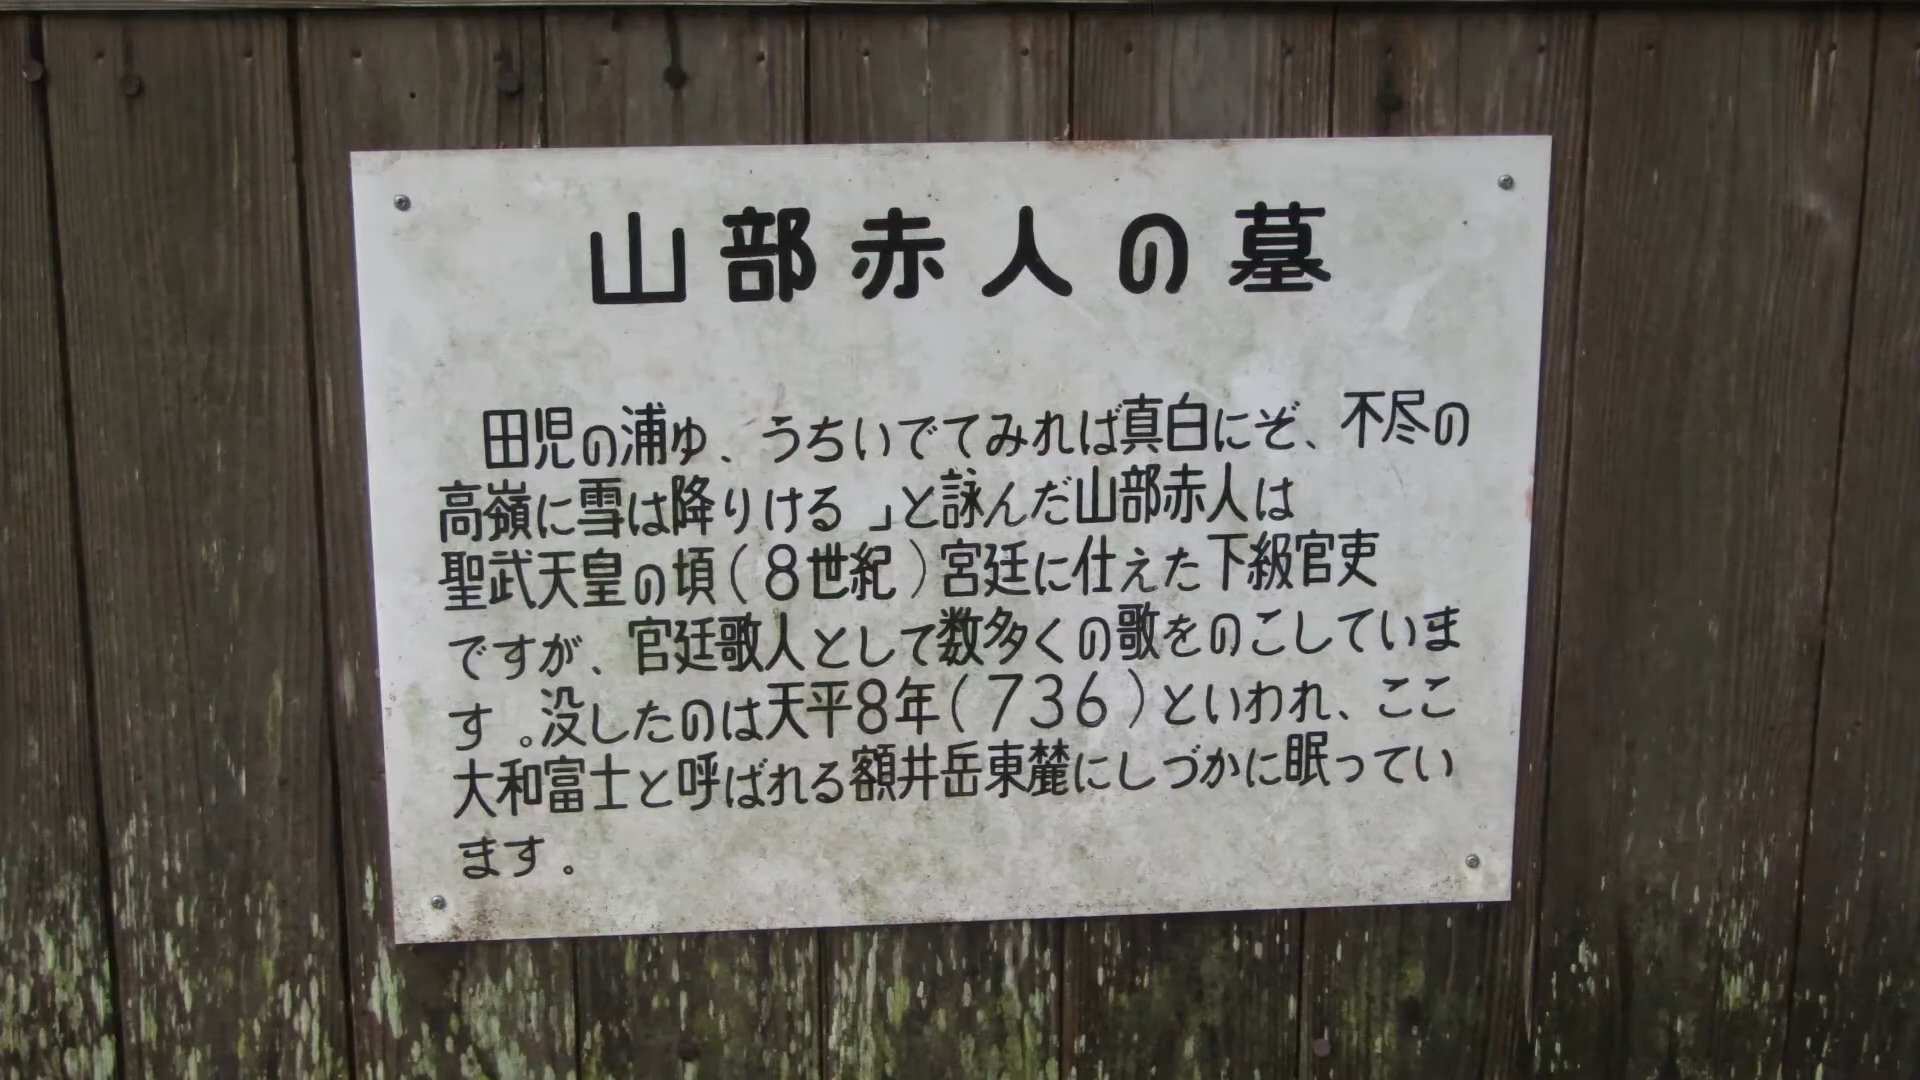 山部赤人の墓
田児の浦ゆ、うちいでてみれば真白にぞ、不尽の
高嶺に雪は降りける」と詠んだ山部赤人は
聖武天皇の頃(8世紀)宮廷に仕えた下級官吏
ですが、宮廷歌人として数多くの歌をのこしていま
す。没したのは天平8年(736)といわれ、ここ
大和富士と呼ばれる額井岳東麓にしづかに眠ってい
ます。